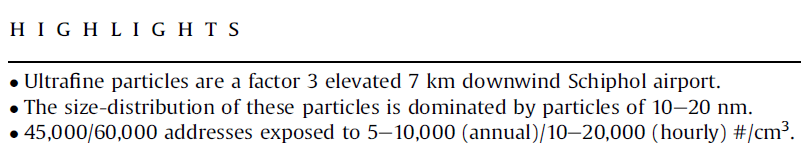 H I G H L I G H T S
• Ultrafine particles are a factor 3 elevated 7 km downwind Schiphol airport.
• The size-distribution of these particles is dominated by particles of 10–20 nm.
• 45,000/60,000 addresses exposed to 5–10,000 (annual)/10–20,000 (hourly) #/cm³.